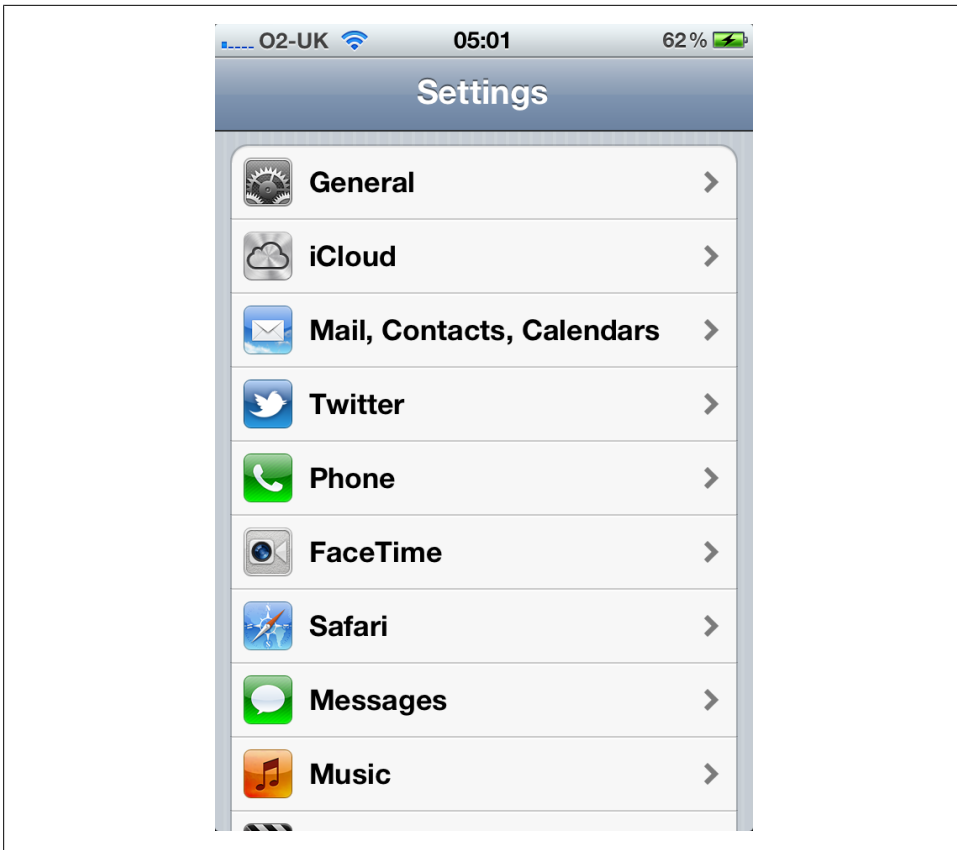 O2-UK 05:01 62%
Settings
General
iCloud
Mail, Contacts, Calendars
Twitter
Phone
FaceTime
Safari
Messages
Music